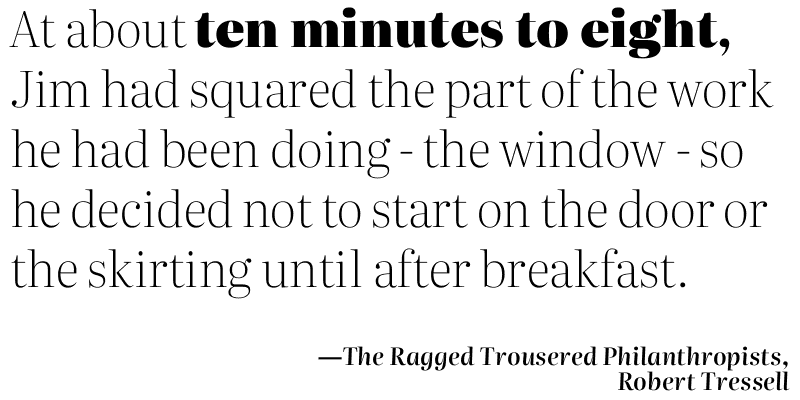 At about ten minutes to eight,
Jim had squared the part of the work
he had been doing - the window - so
he decided not to start on the door or
the skirting until after breakfast.
—The Ragged Trousered Philanthropists,
Robert Tressell